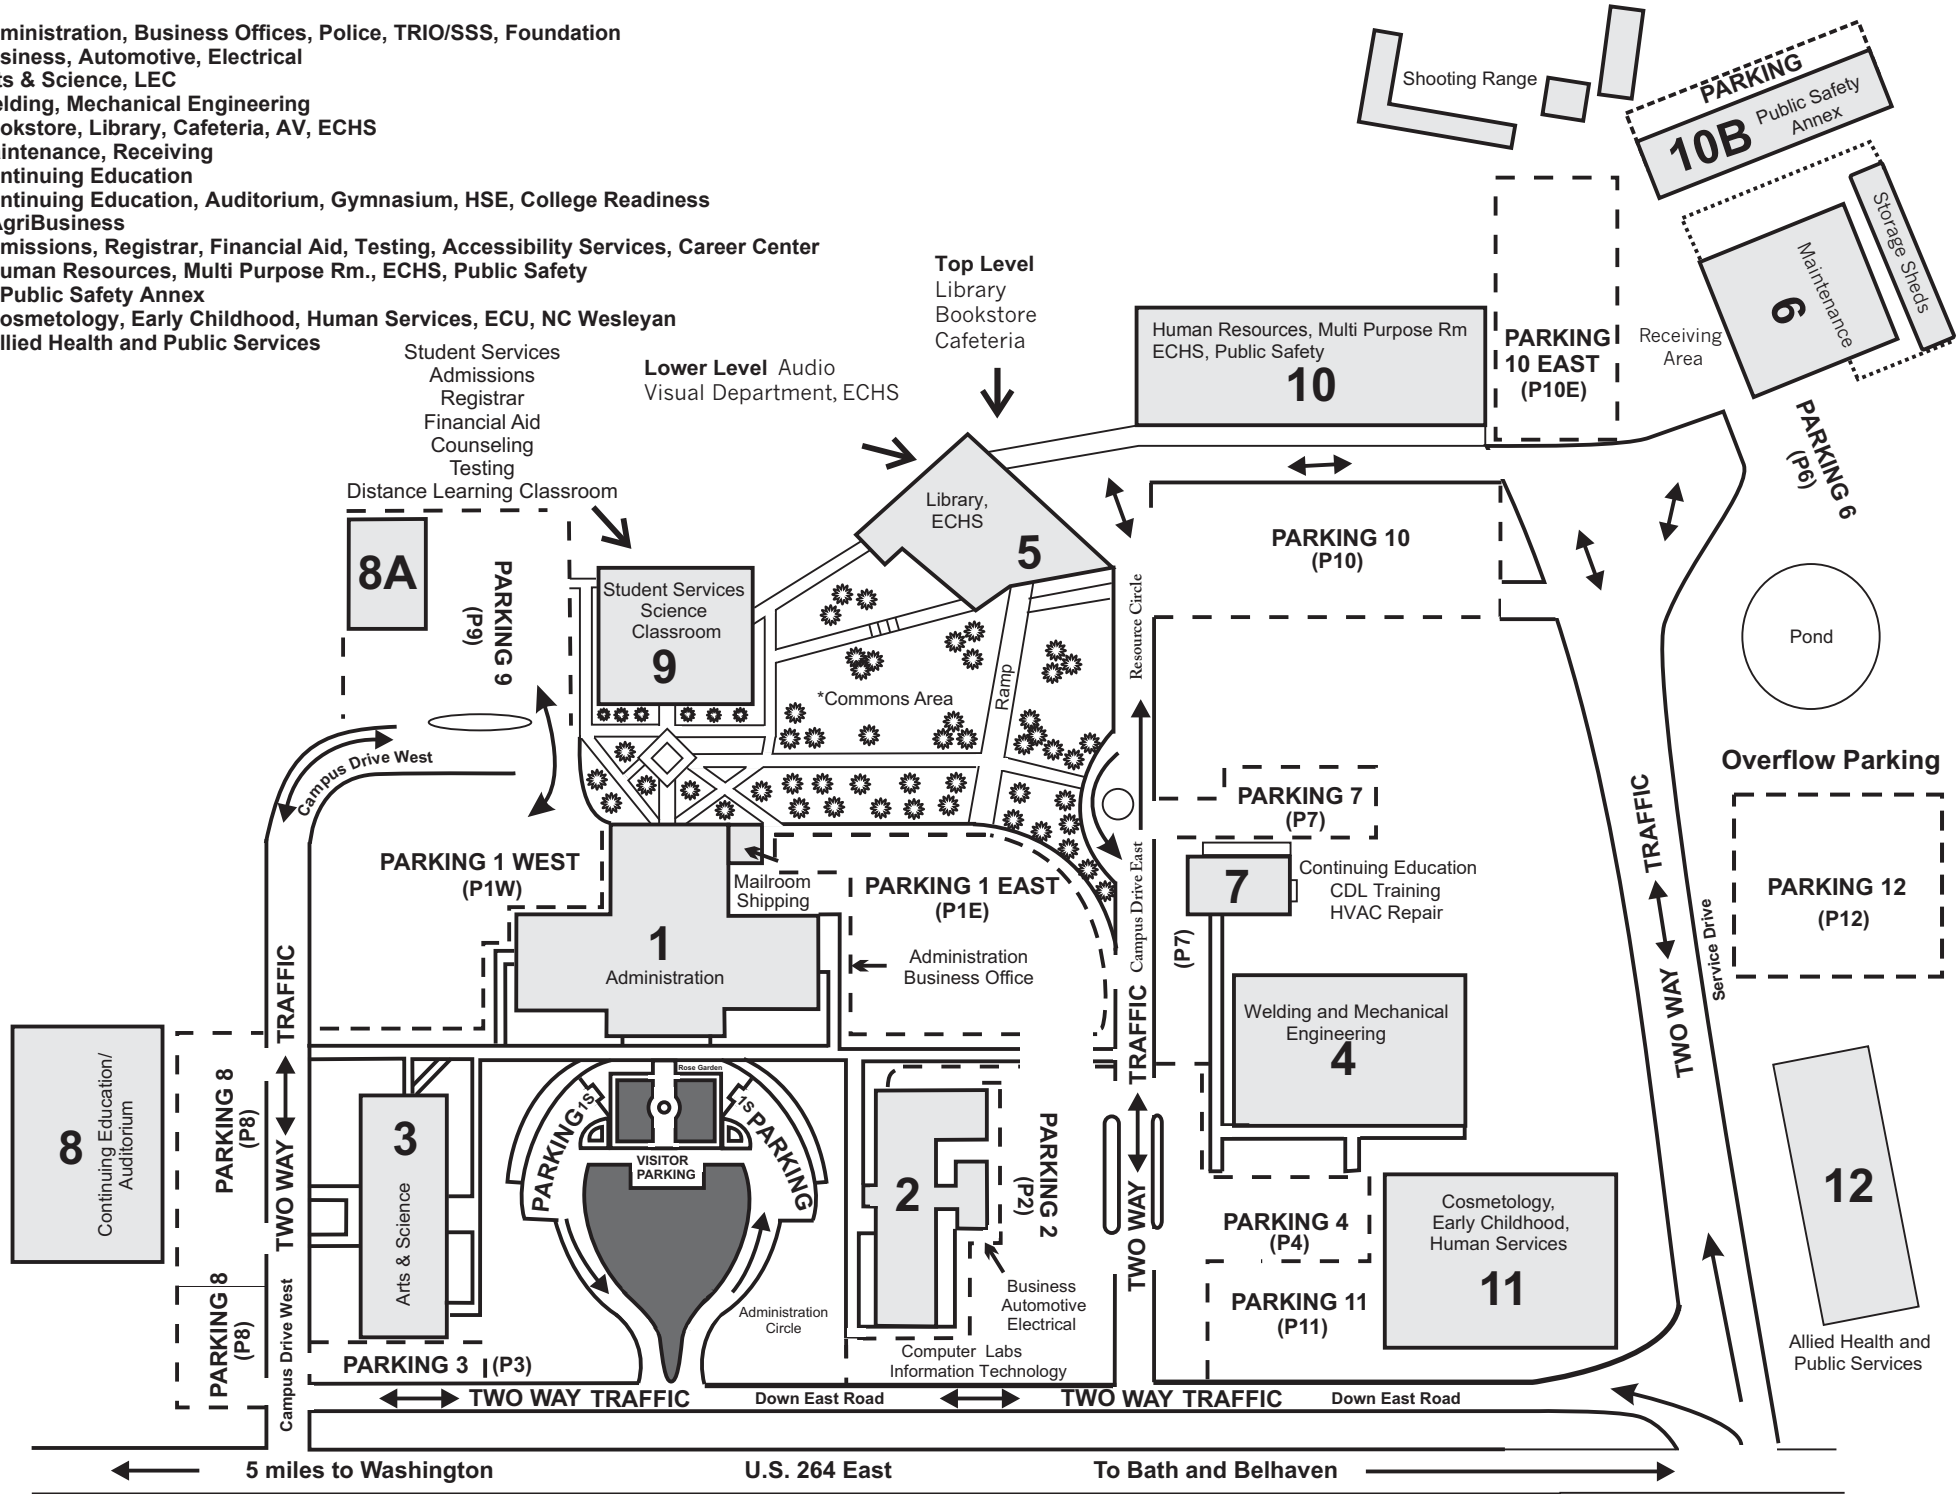 ministration, Business Offices, Police, TRIO/SSS, Foundation
siness, Automotive, Electrical
ts & Science, LEC
elding, Mechanical Engineering
okstore, Library, Cafeteria, AV, ECHS
intenance, Receiving
ntinuing Education
ntinuing Education, Auditorium, Gymnasium, HSE, College Readiness
AgriBusiness
missions, Registrar, Financial Aid, Testing, Accessibility Services, Career Center
uman Resources, Multi Purpose Rm., ECHS, Public Safety
Public Safety Annex
osmetology, Early Childhood, Human Services, ECU, NC Wesleyan
llied Health and Public Services
Student Services
Admissions
Registrar
Financial Aid
Counseling
Testing
Distance Learning Classroom
Lower Level Audio
Visual Department, ECHS
Top Level
Library
Bookstore
Cafeteria
Shooting Range
PARKING
10B
Public Safety
Annex
Storage Sheds
Maintenance
6
Receiving
Area
PARKING 6
(P6)
Human Resources, Multi Purpose Rm
ECHS, Public Safety
10
PARKING
10 EAST
(P10E)
PARKING 10
(P10)
Library,
ECHS
5
8A
PARKING 9
(P9)
Student Services
Science
Classroom
9
*Commons Area
Ramp
Resource Circle
Pond
Campus Drive West
Overflow Parking
PARKING 12
(P12)
PARKING 7
(P7)
7
Continuing Education
CDL Training
HVAC Repair
(P7)
PARKING 1 WEST
(P1W)
Mailroom
Shipping
PARKING 1 EAST
(P1E)
Administration
Business Office
1
Administration
Campus Drive East
TRAFFIC
TWO WAY
TRAFFIC
TWO WAY
Service Drive
Welding and Mechanical
Engineering
4
8
Continuing Education/
Auditorium
PARKING 8
(P8)
PARKING 8
(P8)
TRAFFIC
TWO WAY
Campus Drive West
3
Arts & Science
Rose Garden
PARKING
1S
1S
PARKING
VISITOR
PARKING
Administration
Circle
2
PARKING 2
(P2)
Business
Automotive
Electrical
Computer Labs
Information Technology
PARKING 4
(P4)
PARKING 11
(P11)
Cosmetology,
Early Childhood,
Human Services
11
12
Allied Health and
Public Services
PARKING 3 (P3)
TWO WAY TRAFFIC
Down East Road
TWO WAY TRAFFIC
Down East Road
5 miles to Washington
U.S. 264 East
To Bath and Belhaven